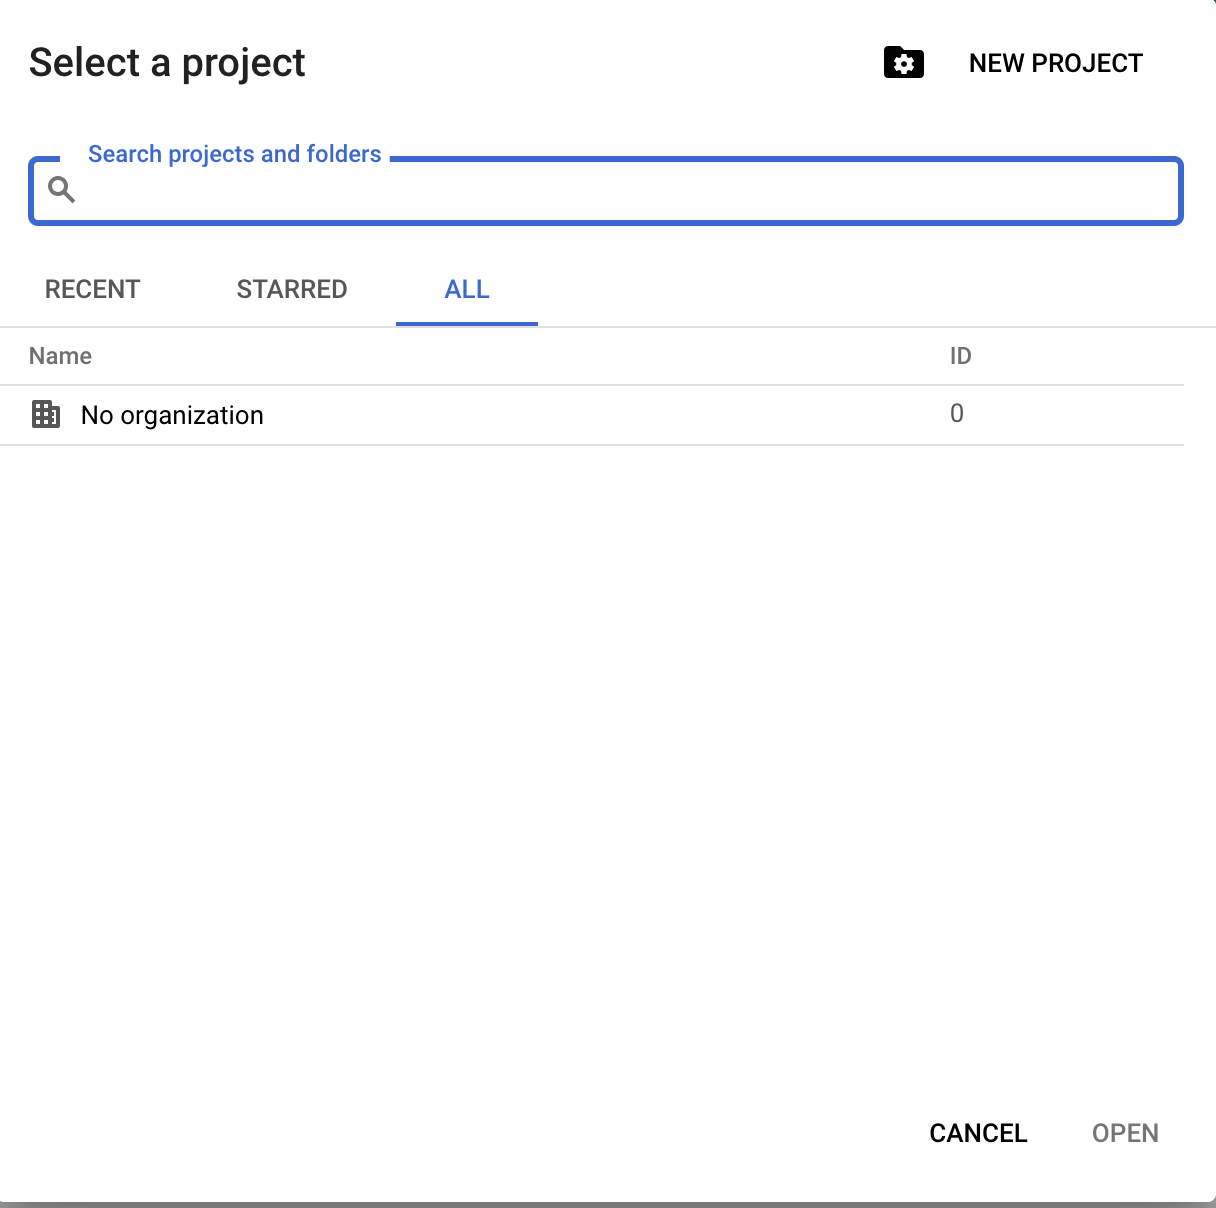 Select a project
NEW PROJECT
Search projects and folders
RECENT STARRED ALL
Name ID
No organization 0
CANCEL OPEN